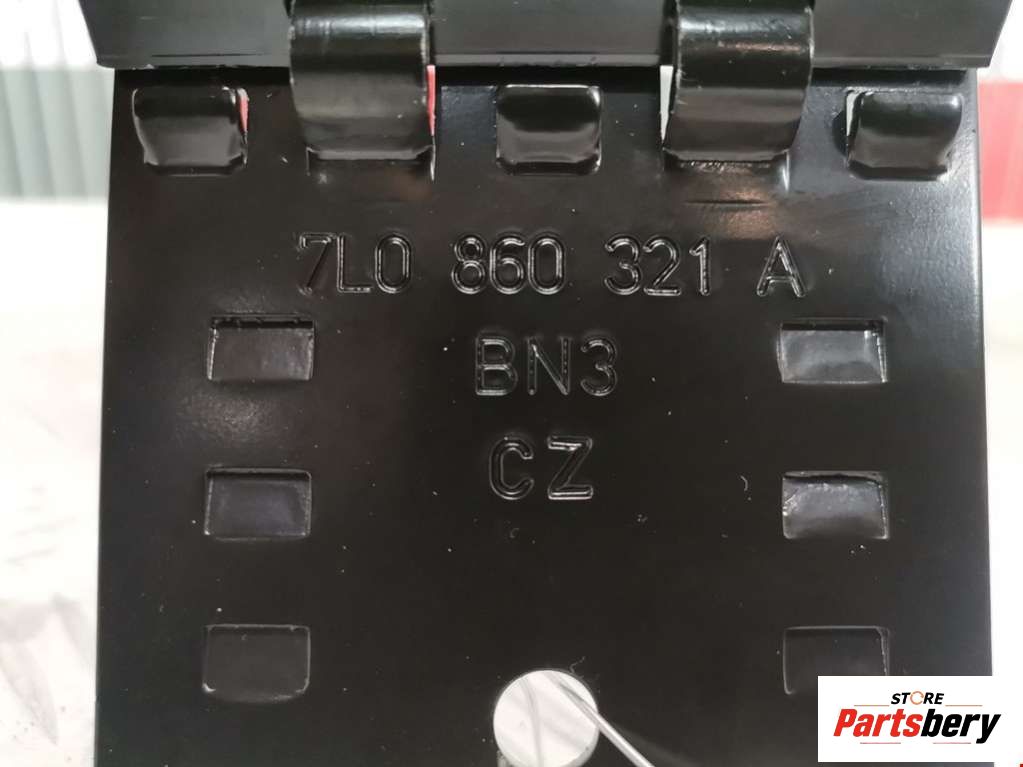 7L0 860 321 A
BN3
CZ
STORE
Partsbery